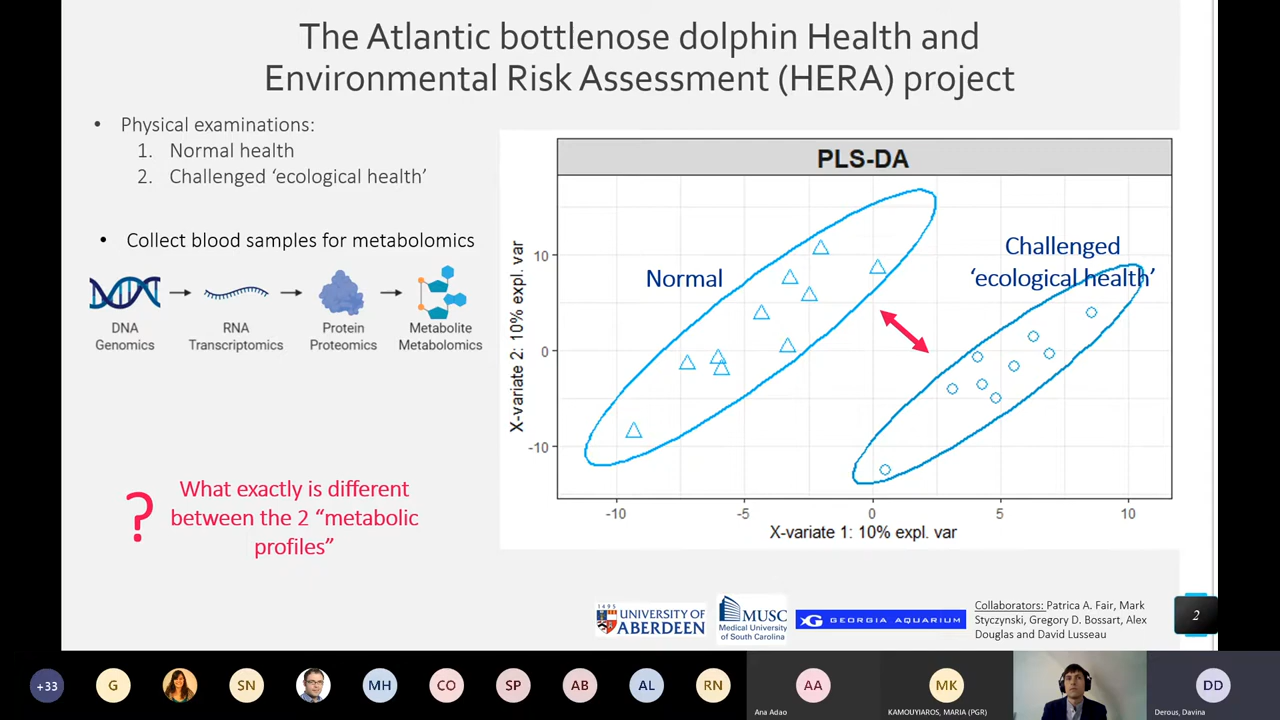 The Atlantic bottlenose dolphin Health and
Environmental Risk Assessment (HERA) project
• Physical examinations:
1. Normal health
2. Challenged ‘ecological health’
• Collect blood samples for metabolomics
DNA
Genomics
RNA
Transcriptomics
Protein
Proteomics
Metabolite
Metabolomics
? What exactly is different
between the 2 “metabolic
profiles”
PLS-DA
Normal
Challenged
‘ecological health’
X-variate 2: 10% expl. var
10
0
-10
-10
-5
0
5
10
X-variate 1: 10% expl. var
1495
UNIVERSITY OF
ABERDEEN
MUSC
Medical University
of South Carolina
GEORGIA AQUARIUM
Collaborators: Patrica A. Fair, Mark
Styczynski, Gregory D. Bossart, Alex
Douglas and David Lusseau
2
+33
G
SN
MH
CO
SP
AB
AL
RN
AA
Ana Adao
MK
KAMOUYIAROS, MARIA (PGR)
DD
Derous, Davina